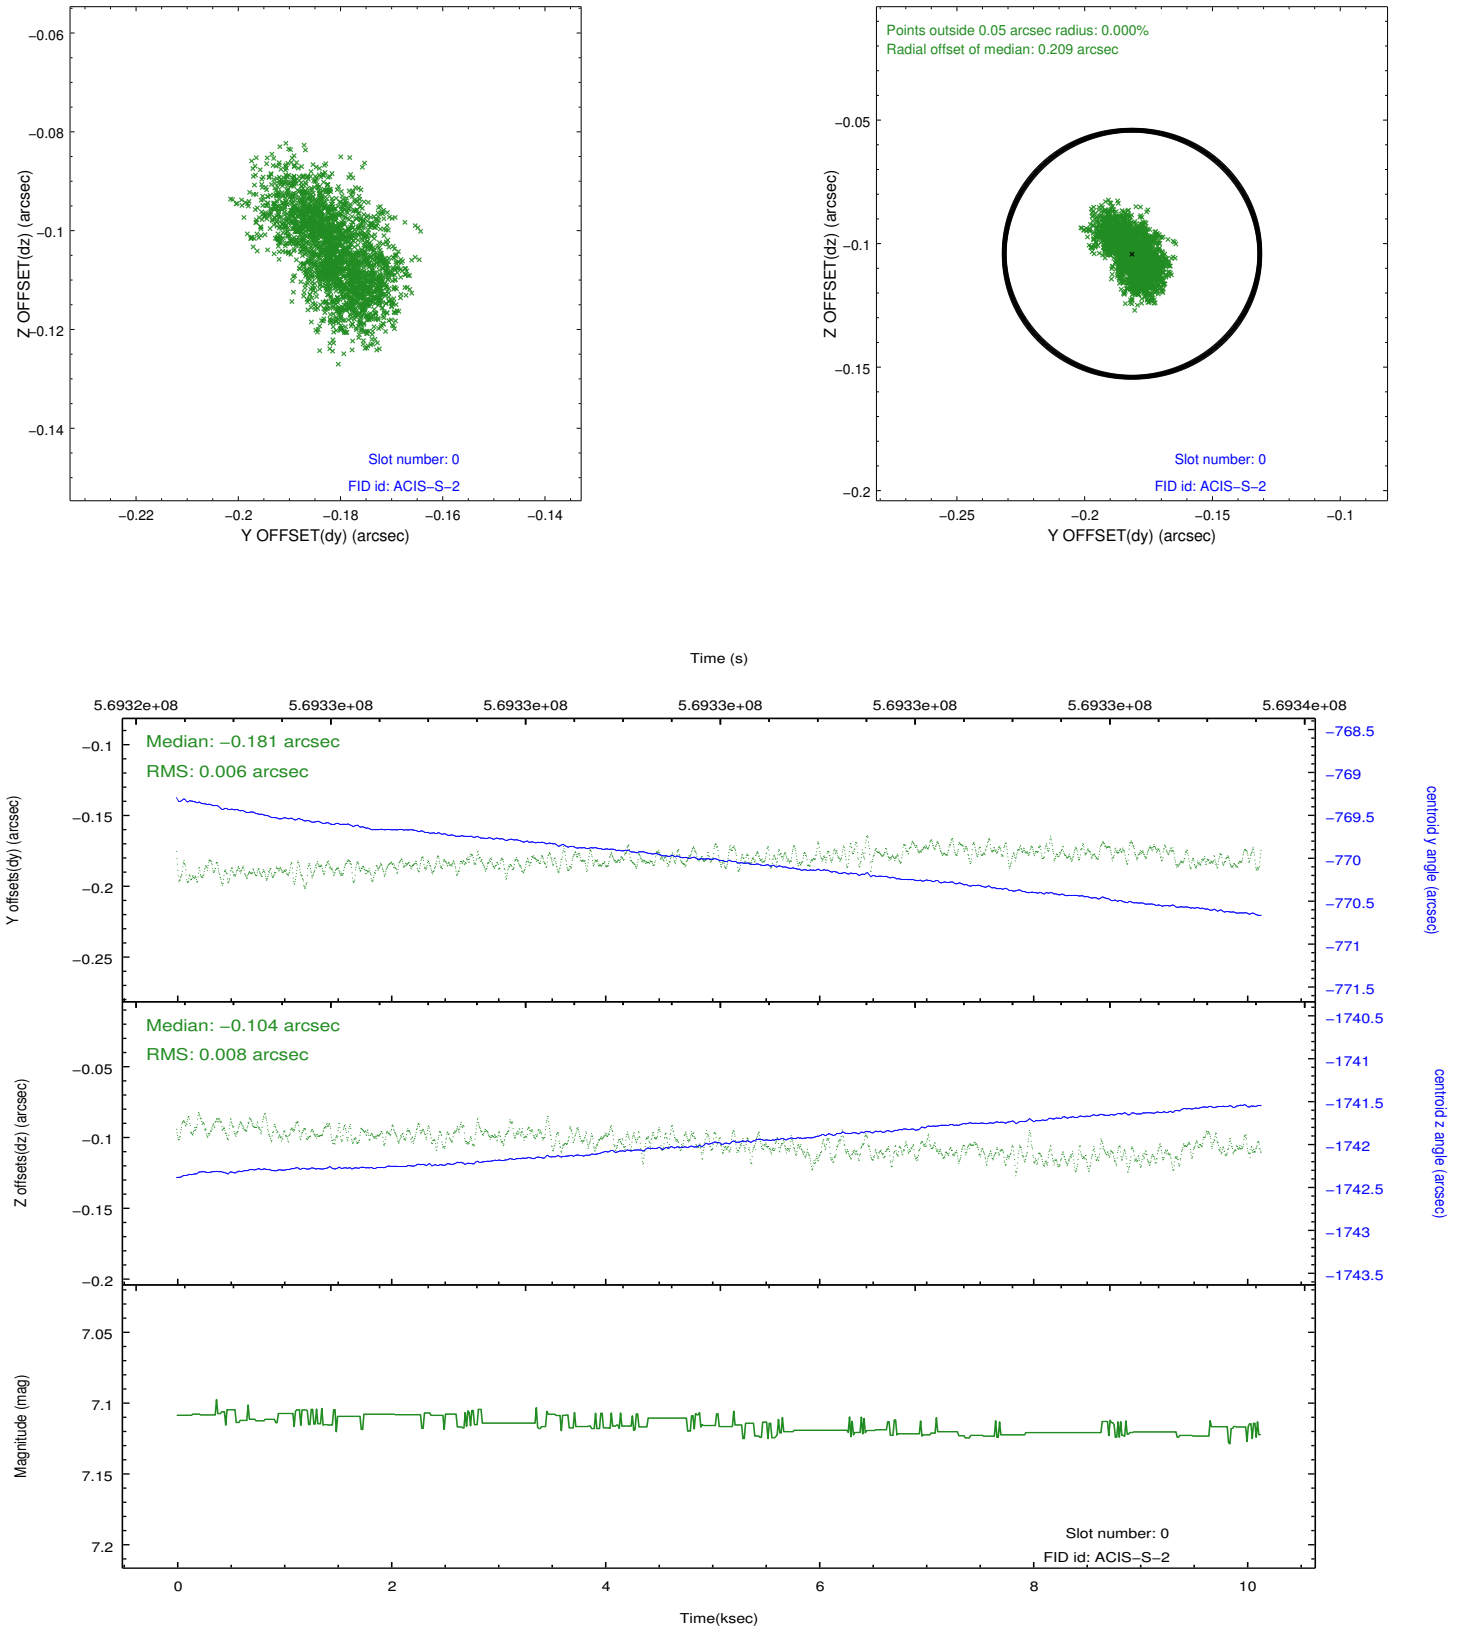 −0.06
−0.08
−0.1
−0.12
−0.14
Z OFFSET(dz) (arcsec)
Slot number: 0
FID id: ACIS−S−2
−0.22
−0.2
−0.18
−0.16
−0.14
Y OFFSET(dy) (arcsec)
Points outside 0.05 arcsec radius: 0.000%
Radial offset of median: 0.209 arcsec
−0.05
−0.1
−0.15
−0.2
Z OFFSET(dz) (arcsec)
Slot number: 0
FID id: ACIS−S−2
−0.25
−0.2
−0.15
−0.1
Y OFFSET(dy) (arcsec)
Time (s)
5.6932e+08
5.6933e+08
5.6933e+08
5.6933e+08
5.6933e+08
5.6933e+08
5.6934e+08
Median: −0.181 arcsec
RMS: 0.006 arcsec
−0.1
−0.15
−0.2
−0.25
Y offsets(dy) (arcsec)
−768.5
−769
−769.5
−770
−770.5
−771
−771.5
centroid y angle (arcsec)
Median: −0.104 arcsec
RMS: 0.008 arcsec
−0.05
−0.1
−0.15
−0.2
Z offsets(dz) (arcsec)
−1740.5
−1741
−1741.5
−1742
−1742.5
−1743
−1743.5
centroid z angle (arcsec)
7.05
7.1
7.15
7.2
Magnitude (mag)
Slot number: 0
FID id: ACIS−S−2
0
2
4
6
8
10
Time(ksec)